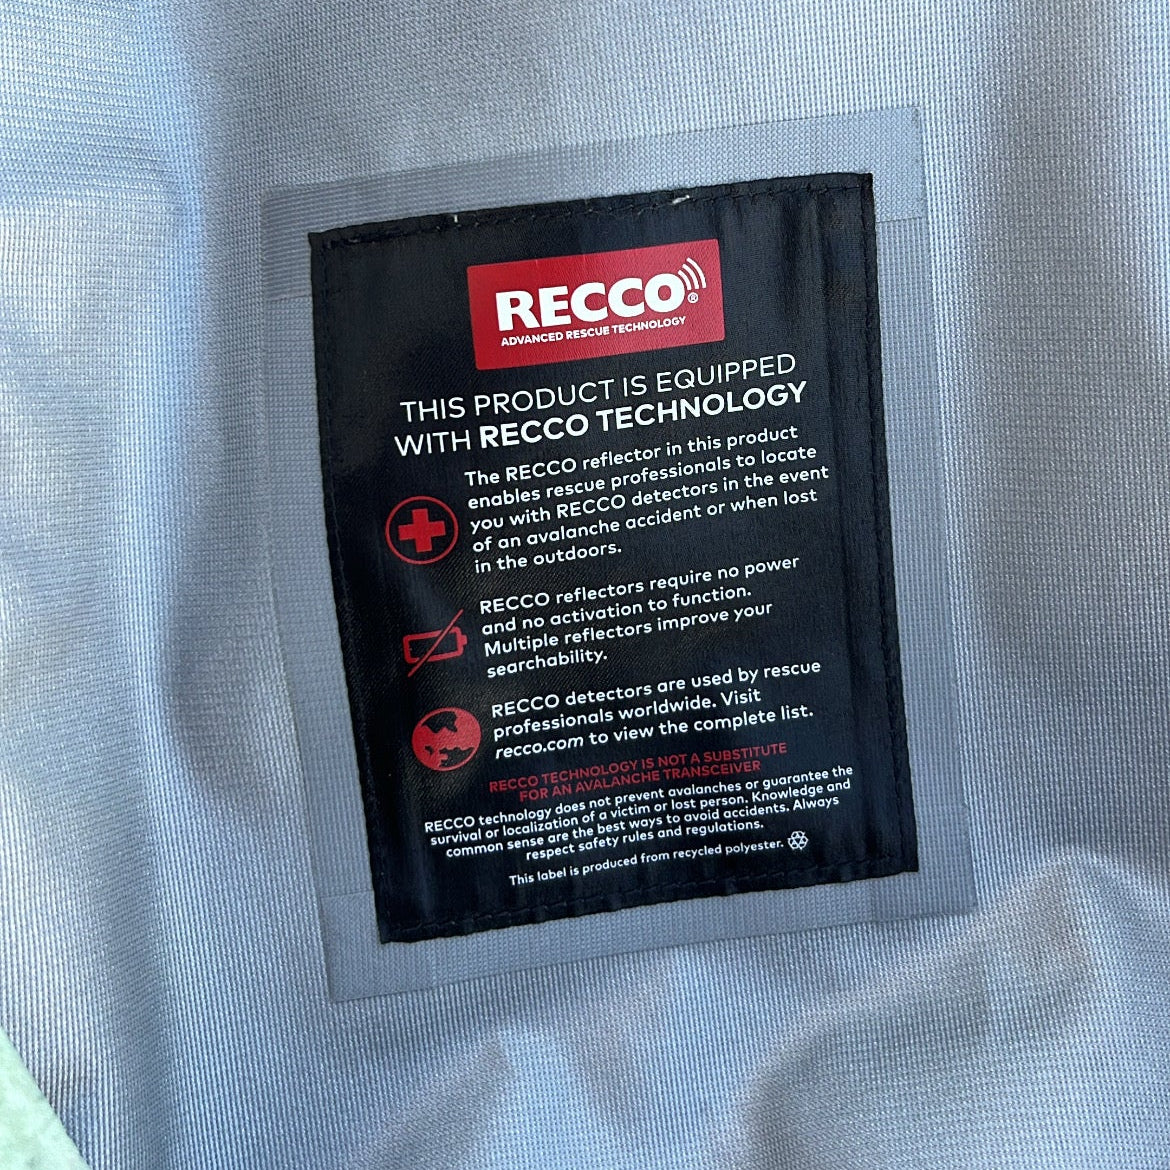 RECCO®
ADVANCED RESCUE TECHNOLOGY
THIS PRODUCT IS EQUIPPED
WITH RECCO TECHNOLOGY
The RECCO reflector in this product
enables rescue professionals to locate
you with RECCO detectors in the event
of an avalanche accident or when lost
in the outdoors.
RECCO reflectors require no power
and no activation to function.
Multiple reflectors improve your
searchability.
RECCO detectors are used by rescue
professionals worldwide. Visit
recco.com to view the complete list.
RECCO TECHNOLOGY IS NOT A SUBSTITUTE
FOR AN AVALANCHE TRANSCEIVER
RECCO technology does not prevent avalanches or guarantee the
survival or localization of a victim or lost person. Knowledge and
common sense are the best ways to avoid accidents. Always
respect safety rules and regulations.
This label is produced from recycled polyester.